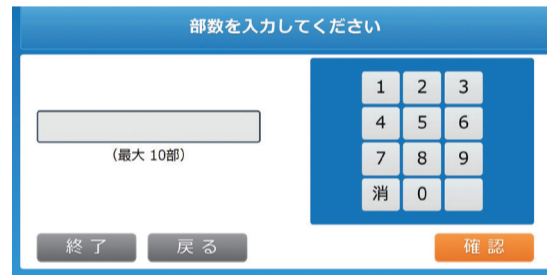 部数を入力してください
1 2 3
4 5 6
(最大 10部)
7 8 9
消 0
終了 戻る 確認